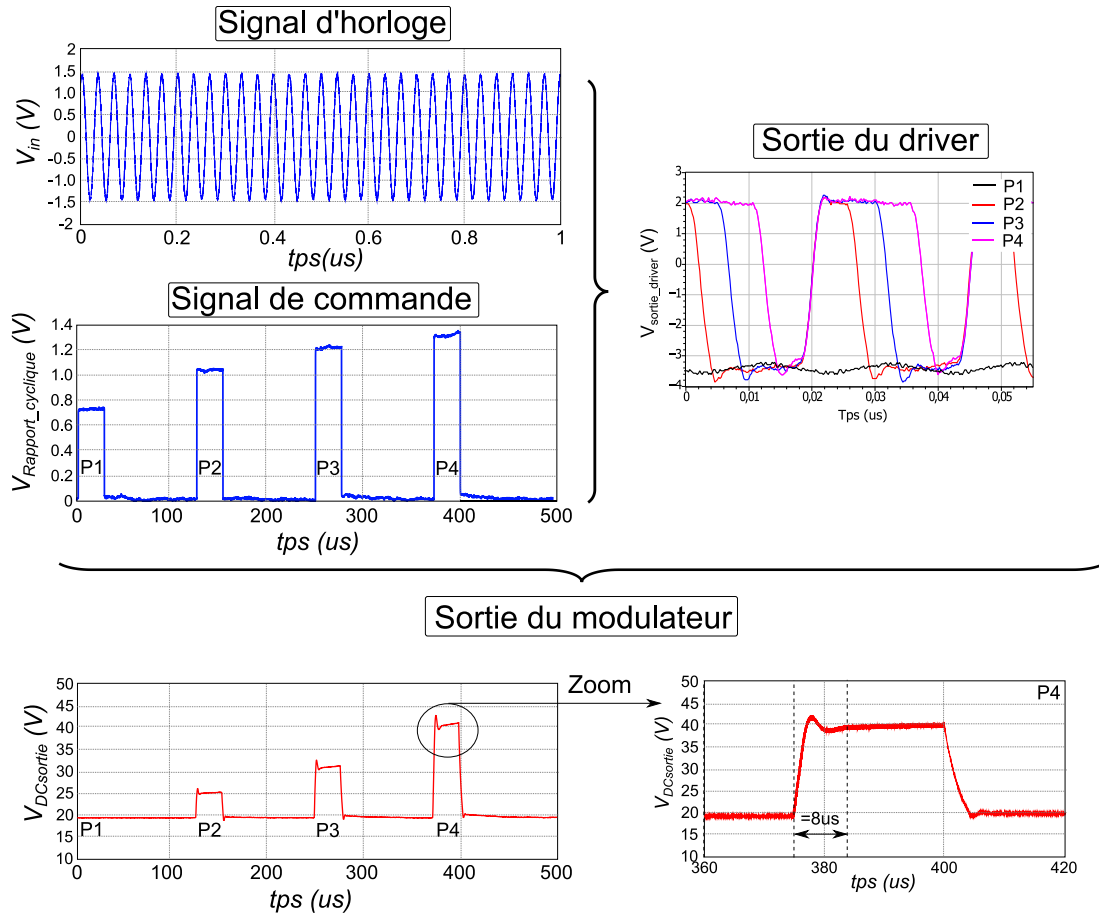 Signal d'horloge
V_in (V)
2
1.5
1.0
0.5
0
-0.5
-1.0
-1.5
-2
0
0.2
0.4
0.6
0.8
1
tps(us)
Signal de commande
V_Rapport_cyclique (V)
1.4
1.2
1.0
0.8
0.6
0.4
0.2
0
P1
P2
P3
P4
0
100
200
300
400
500
tps (us)
Sortie du driver
V_sortie_driver (V)
3
2
1
0
−1
−2
−3
−4
P1
P2
P3
P4
0
0,01
0,02
0,03
0,04
0,05
Tps (us)
Sortie du modulateur
V_DCsortie (V)
50
45
40
35
30
25
20
15
10
P1
P2
P3
P4
0
100
200
300
400
500
tps (us)
Zoom
V_DCsortie (V)
50
45
40
35
30
25
20
15
10
P4
=8us
360
380
400
420
tps (us)